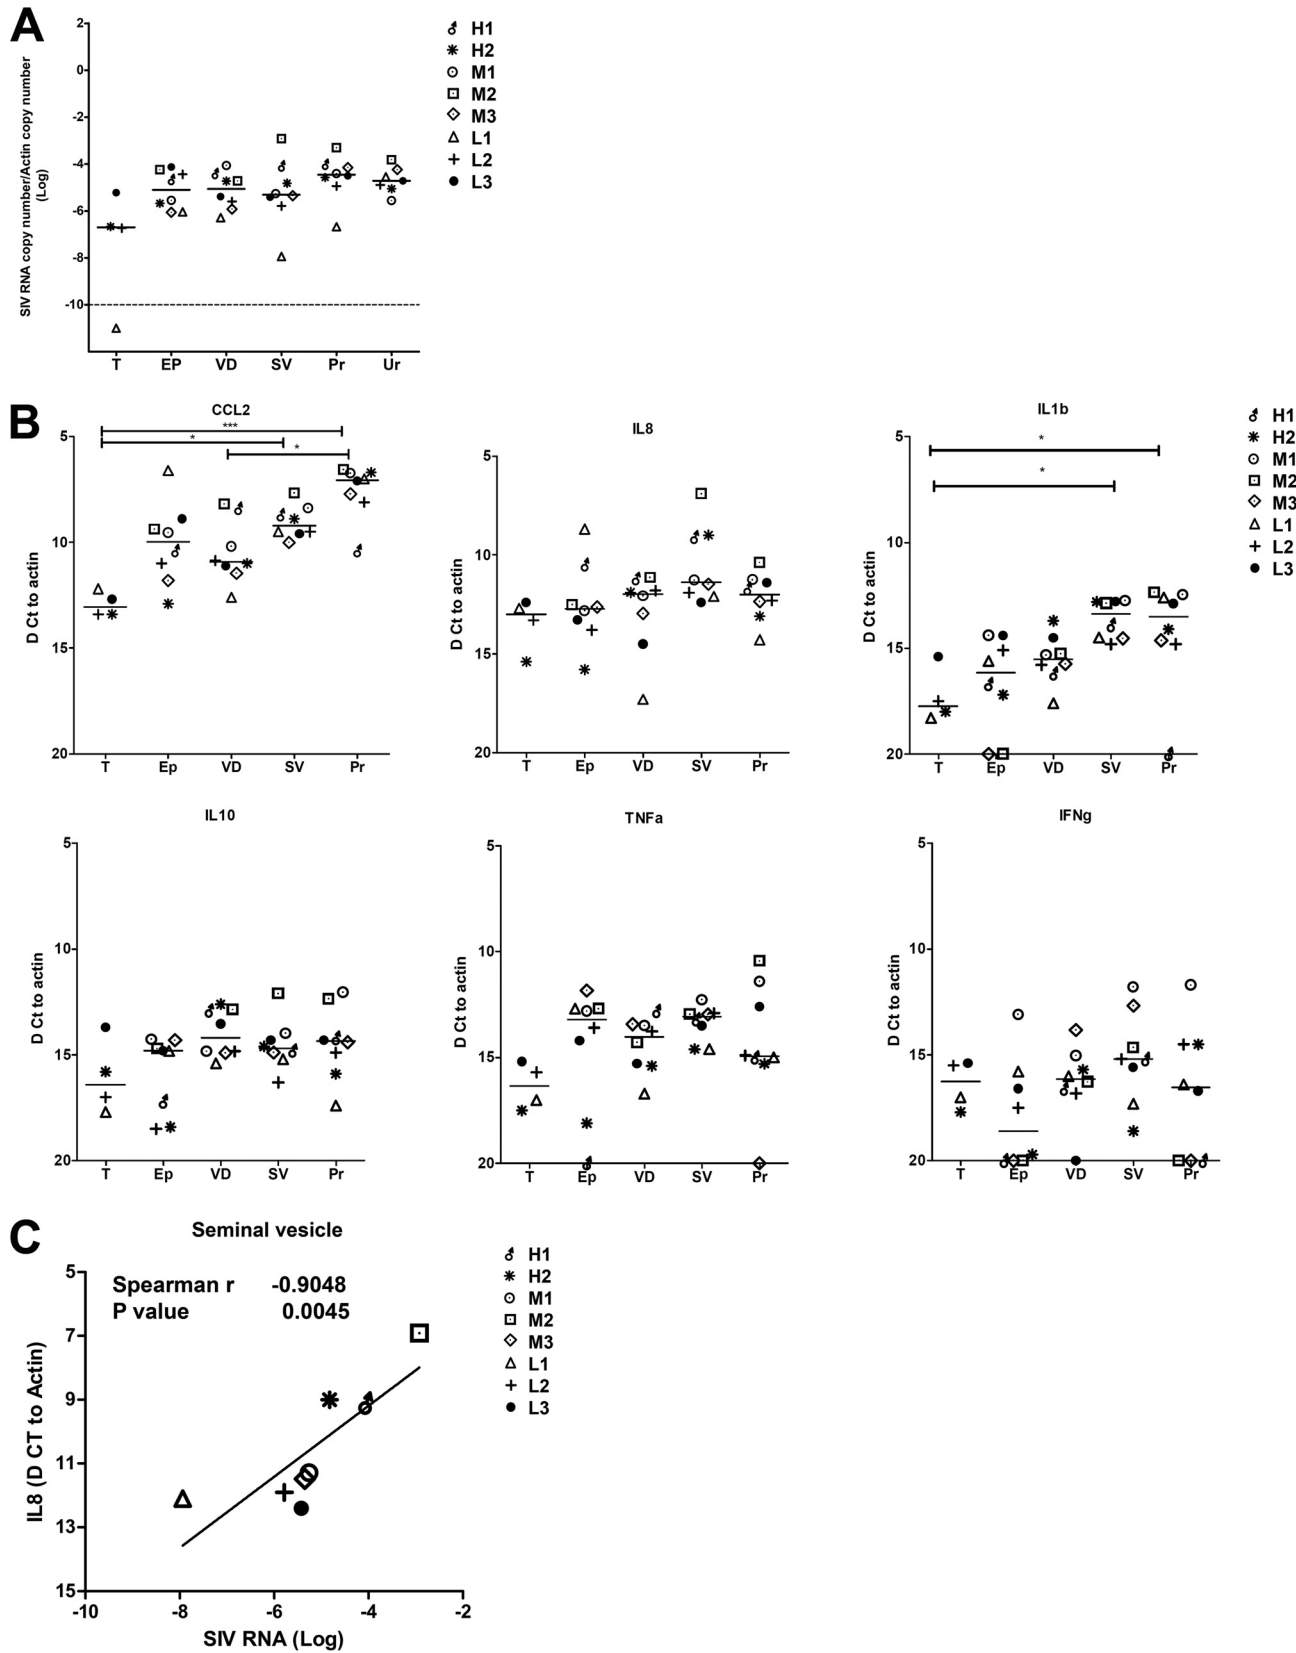 A
SIV RNA copy number/Actin copy number
(Log)
2
0
-2
-4
-6
-8
-10
T EP VD SV Pr Ur
H1
H2
M1
M2
M3
L1
L2
L3
B
CCL2
***
*
*
D Ct to actin
5
10
15
20
T Ep VD SV Pr
IL8
D Ct to actin
5
10
15
20
T Ep VD SV Pr
IL1b
*
*
D Ct to actin
5
10
15
20
T Ep VD SV Pr
H1
H2
M1
M2
M3
L1
L2
L3
IL10
D Ct to actin
5
10
15
20
T Ep VD SV Pr
TNFa
D Ct to actin
5
10
15
20
T Ep VD SV Pr
IFNg
D Ct to actin
5
10
15
20
T Ep VD SV Pr
C
Seminal vesicle
Spearman r -0.9048
P value 0.0045
IL8 (D CT to Actin)
5
7
9
11
13
15
-10 -8 -6 -4 -2
SIV RNA (Log)
H1
H2
M1
M2
M3
L1
L2
L3